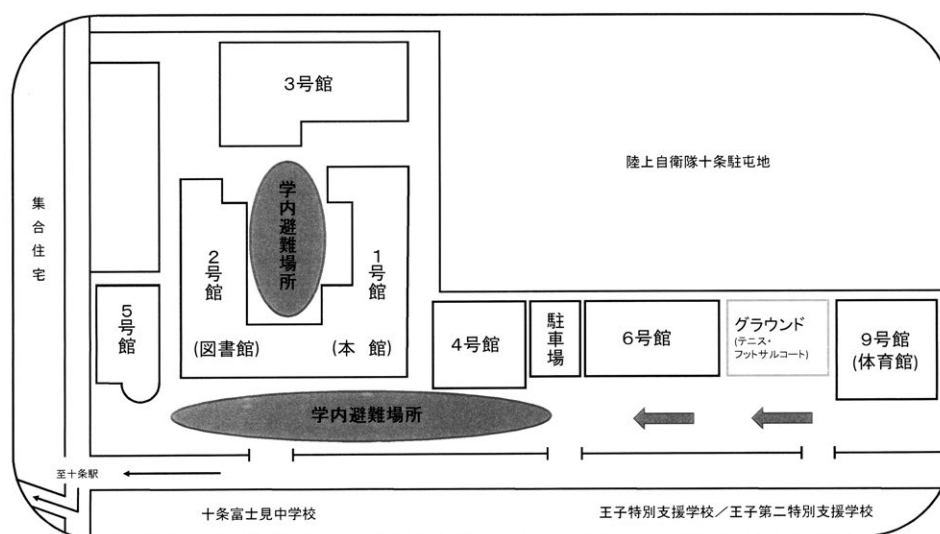 3号館
陸上自衛隊十条駐屯地
集合住宅
学内避難場所
2号館
(図書館)
1号館
(本 館)
5号館
4号館
駐車場
6号館
グラウンド
(テニス・
フットサルコート)
9号館
(体育館)
学内避難場所
至十条駅
十条富士見中学校
王子特別支援学校／王子第二特別支援学校